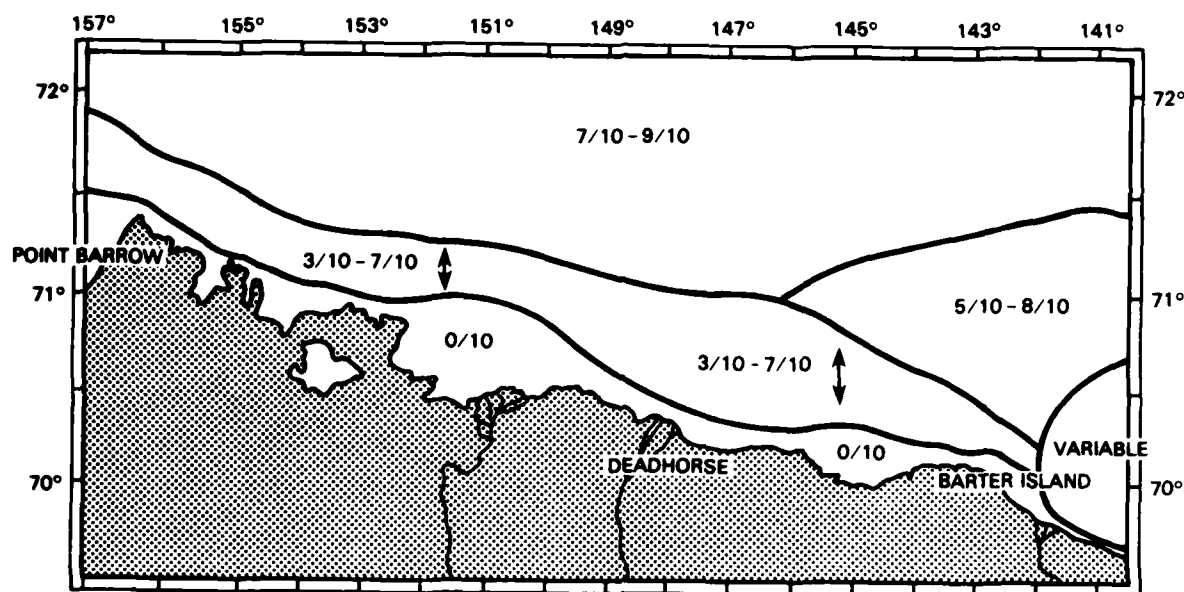 157° 155° 153° 151° 149° 147° 145° 143° 141°
72° 72°
7/10 – 9/10
POINT BARROW 3/10 – 7/10
71° 71°
5/10 – 8/10
0/10
3/10 – 7/10
VARIABLE
0/10
DEADHORSE
BARTER ISLAND
70° 70°